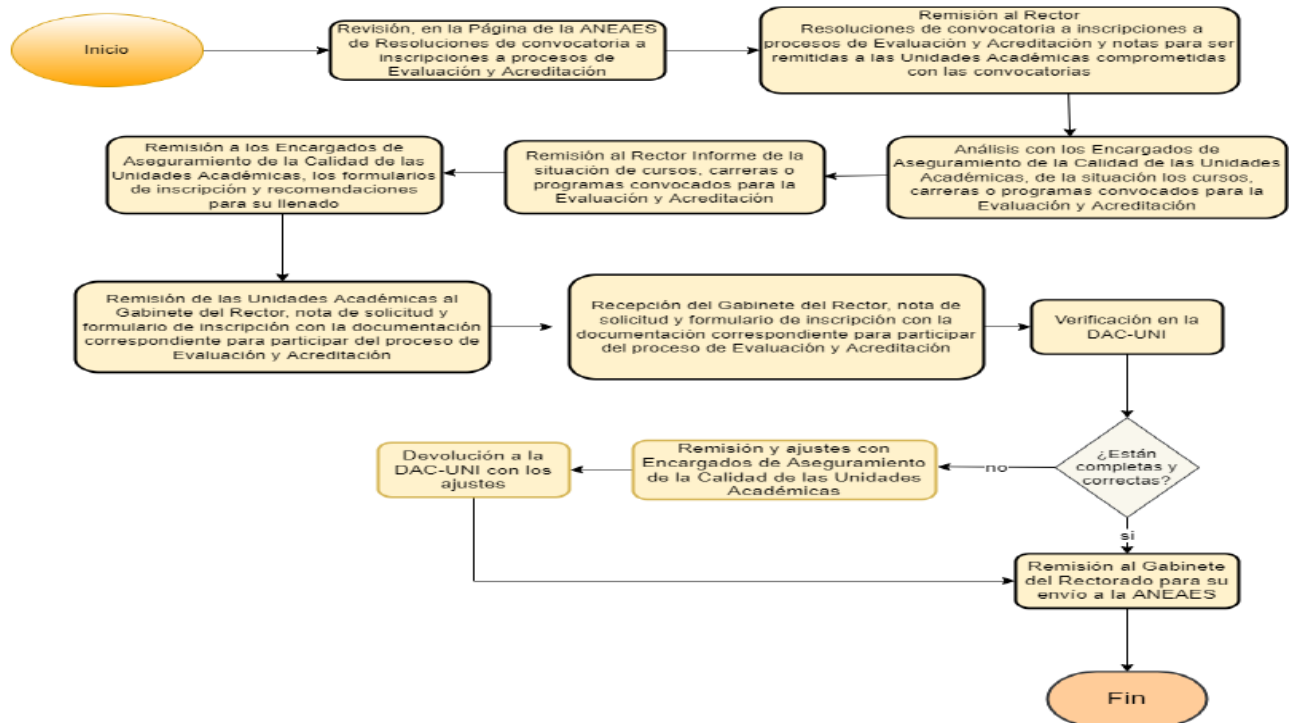 Inicio
Revisión, en la Página de la ANEAES
de Resoluciones de convocatoria a
inscripciones a procesos de
Evaluación y Acreditación
Remisión al Rector
Resoluciones de convocatoria a inscripciones a
procesos de Evaluación y Acreditación y notas para ser
remitidas a las Unidades Académicas comprometidas
con las convocatorias
Análisis con los Encargados de
Aseguramiento de la Calidad de las Unidades
Académicas, de la situación los cursos,
carreras o programas convocados para la
Evaluación y Acreditación
Remisión al Rector Informe de la
situación de cursos, carreras o
programas convocados para la
Evaluación y Acreditación
Remisión a los Encargados de
Aseguramiento de la Calidad de las
Unidades Académicas, los formularios
de inscripción y recomendaciones
para su llenado
Remisión de las Unidades Académicas al
Gabinete del Rector, nota de solicitud y
formulario de inscripción con la documentación
correspondiente para participar del proceso de
Evaluación y Acreditación
Recepción del Gabinete del Rector, nota de
solicitud y formulario de inscripción con la
documentación correspondiente para participar
del proceso de Evaluación y Acreditación
Verificación en la
DAC-UNI
¿Están
completas y
correctas?
no
Remisión y ajustes con
Encargados de Aseguramiento
de la Calidad de las Unidades
Académicas
Devolución a la
DAC-UNI con los
ajustes
si
Remisión al Gabinete
del Rectorado para su
envío a la ANEAES
Fin